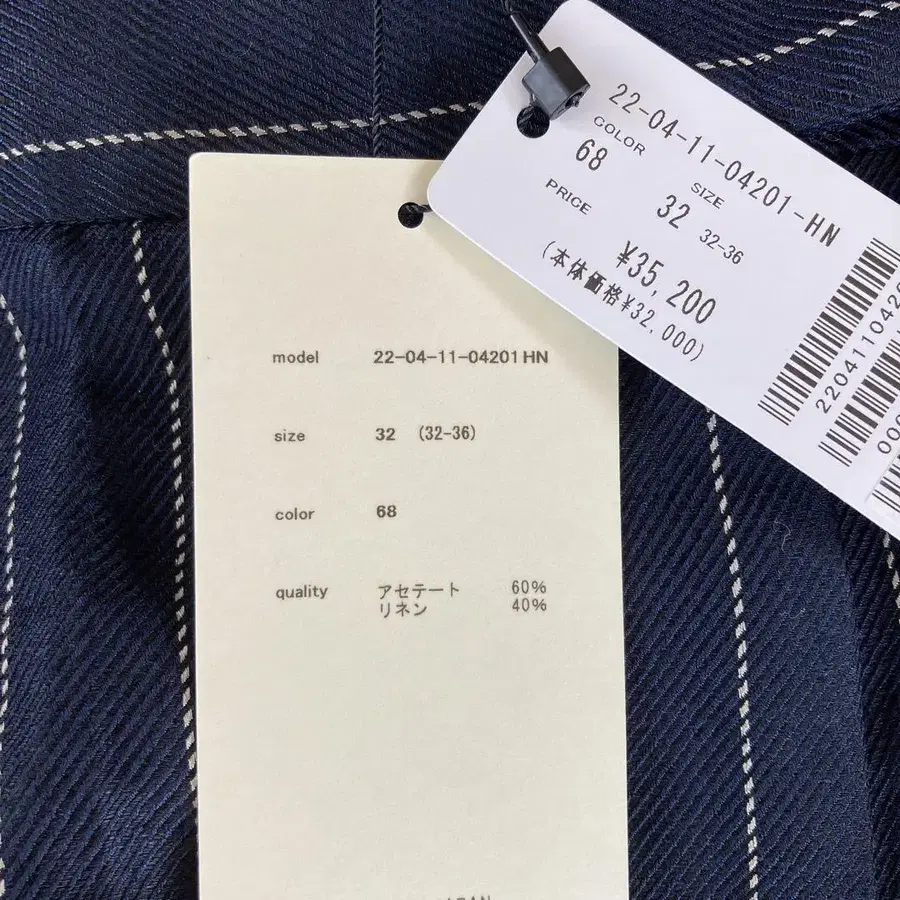 22-04-11-04201-HN
COLOR
68
SIZE
32 32-36
PRICE
¥35,200
(本体価格¥32,000)
model 22-04-11-04201HN
size 32 (32-36)
color 68
quality アセテート 60%
リネン 40%